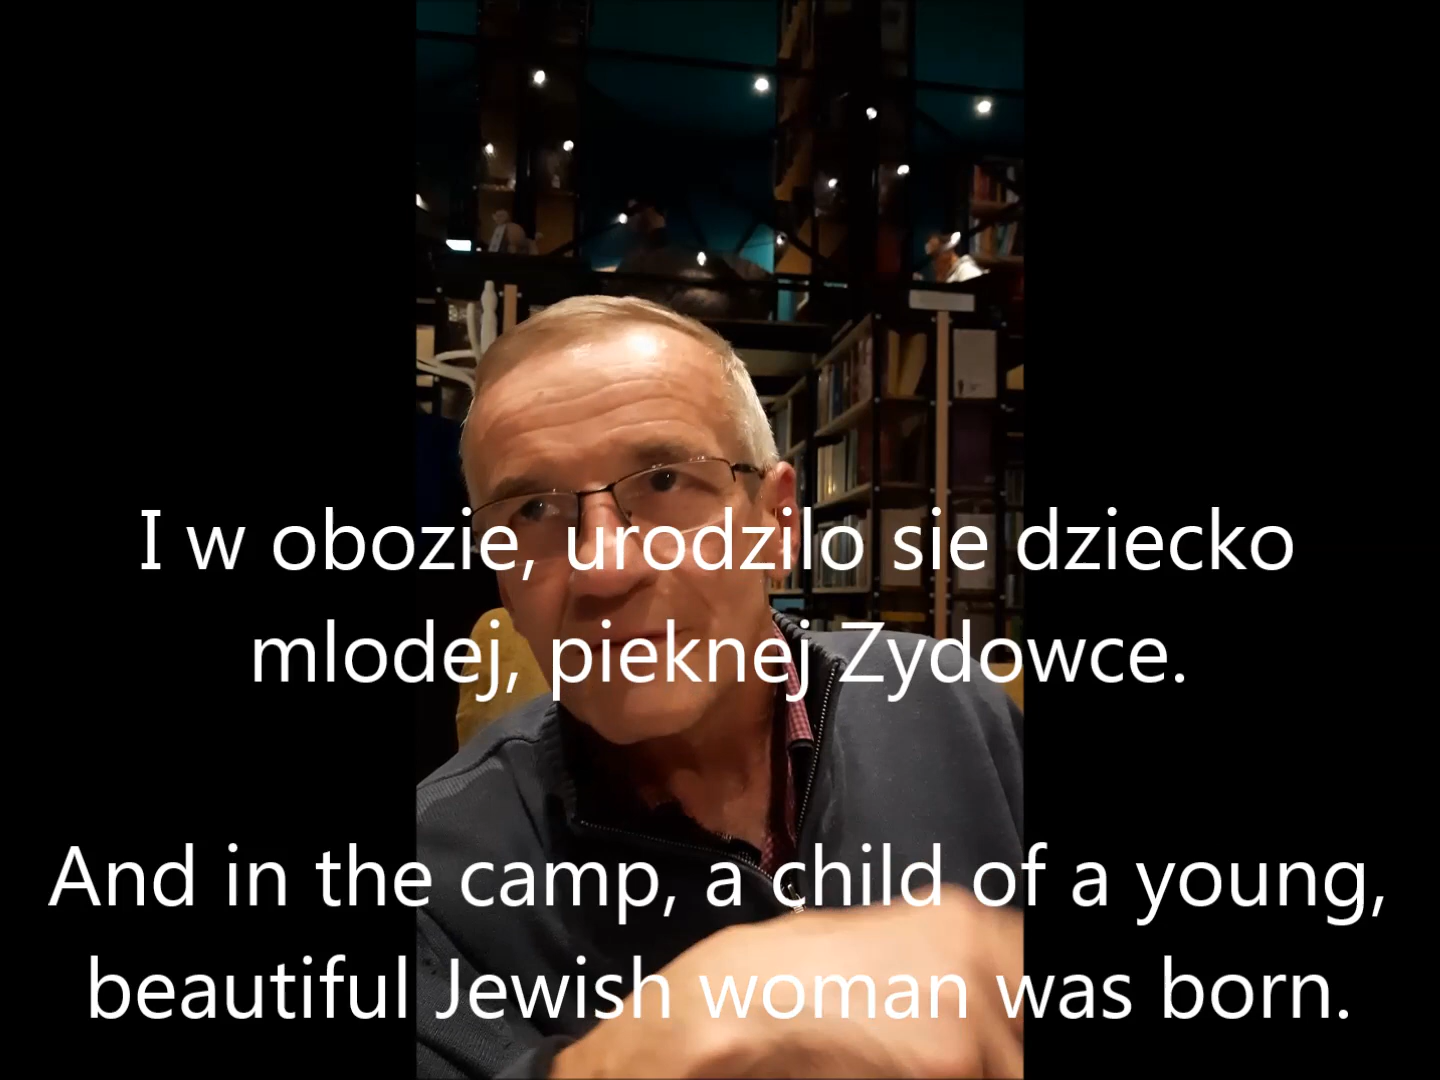 I w obozie, urodzilo sie dziecko
mlodej, pieknej Zydowce.
And in the camp, a child of a young,
beautiful Jewish woman was born.